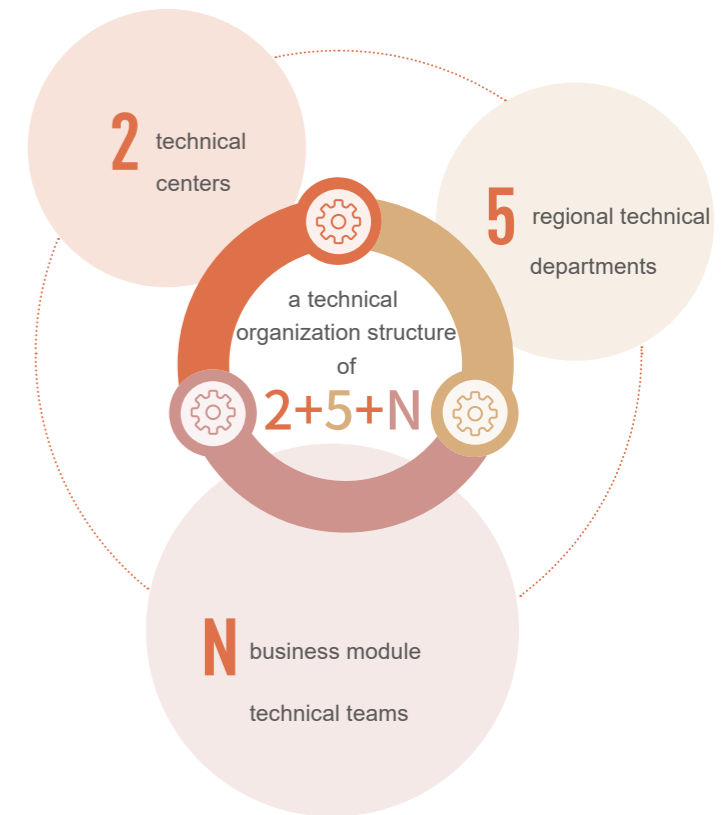 2 technical
centers
5 regional technical
departments
a technical
organization structure
of
2+5+N
N business module
technical teams